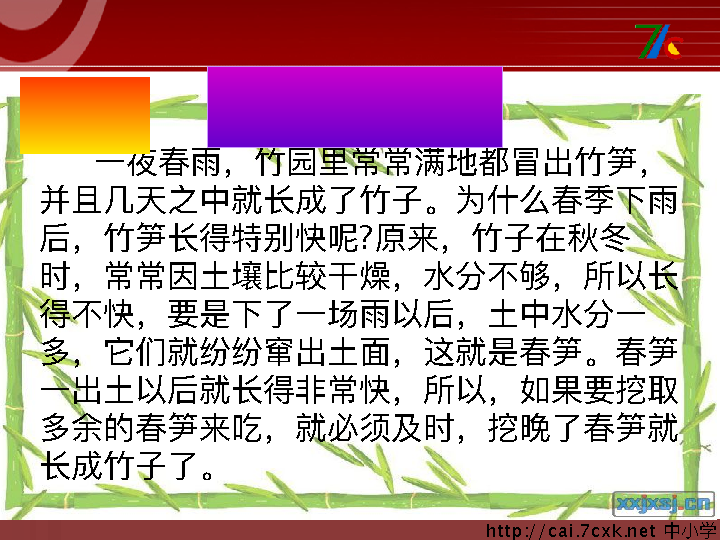 7c
一夜春雨，竹园里常常满地都冒出竹笋，
并且几天之中就长成了竹子。为什么春季下雨
后，竹笋长得特别快呢?原来，竹子在秋冬
时，常常因土壤比较干燥，水分不够，所以长
得不快，要是下了一场雨以后，土中水分一
多，它们就纷纷窜出土面，这就是春笋。春笋
一出土以后就长得非常快，所以，如果要挖取
多余的春笋来吃，就必须及时，挖晚了春笋就
长成竹子了。
xxjxsj.cn
http://cai.7cxk.net 中小学